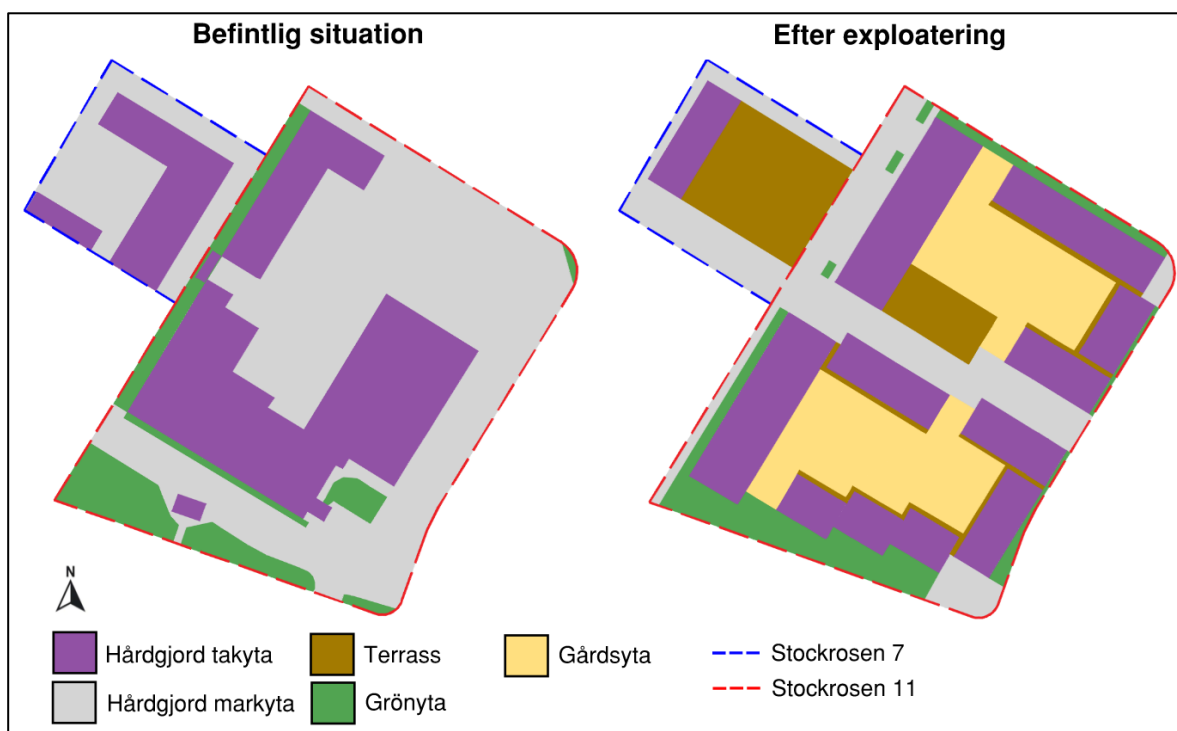 Befintlig situation
Efter exploatering
N
Hårdgjord takyta
Terrass
Gårdsyta
Stockrosen 7
Hårdgjord markyta
Grönyta
Stockrosen 11